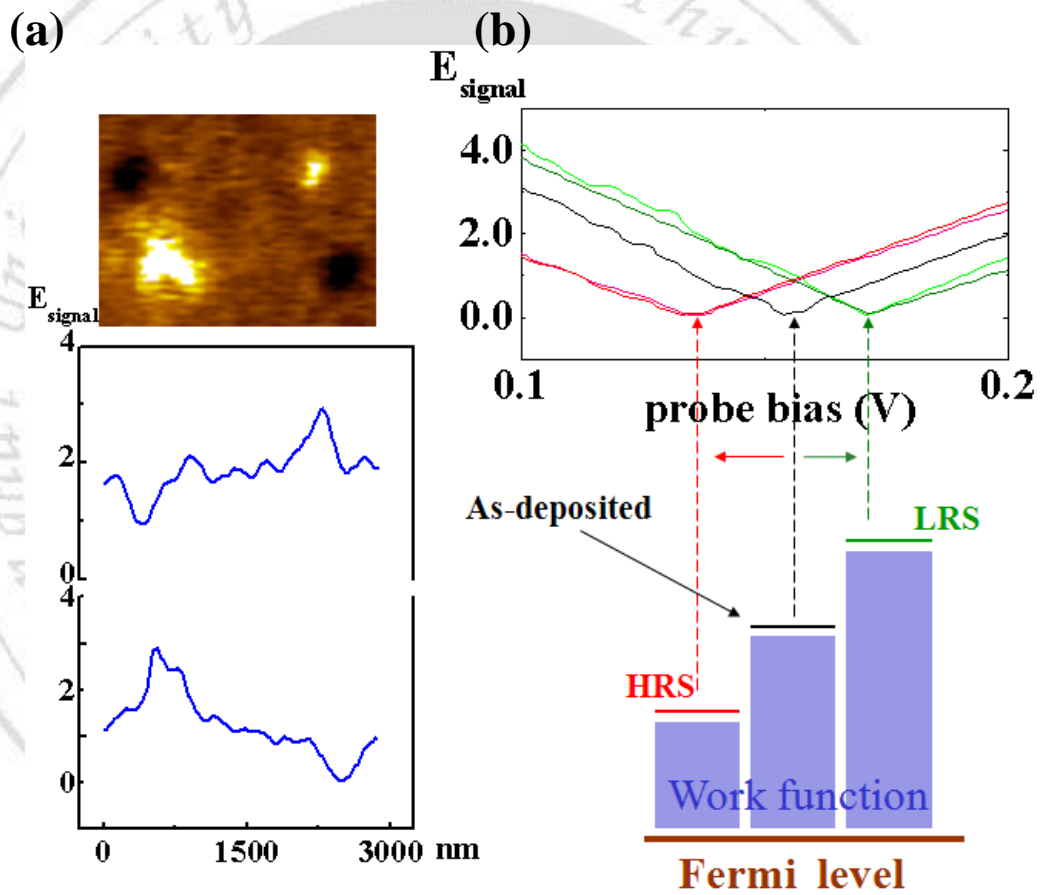 (a)
E signal
4
2
0
4
2
0
0 1500 3000 nm
(b)
E signal
4.0
2.0
0.0
0.1 0.2
probe bias (V)
As-deposited
LRS
HRS
Work function
Fermi level